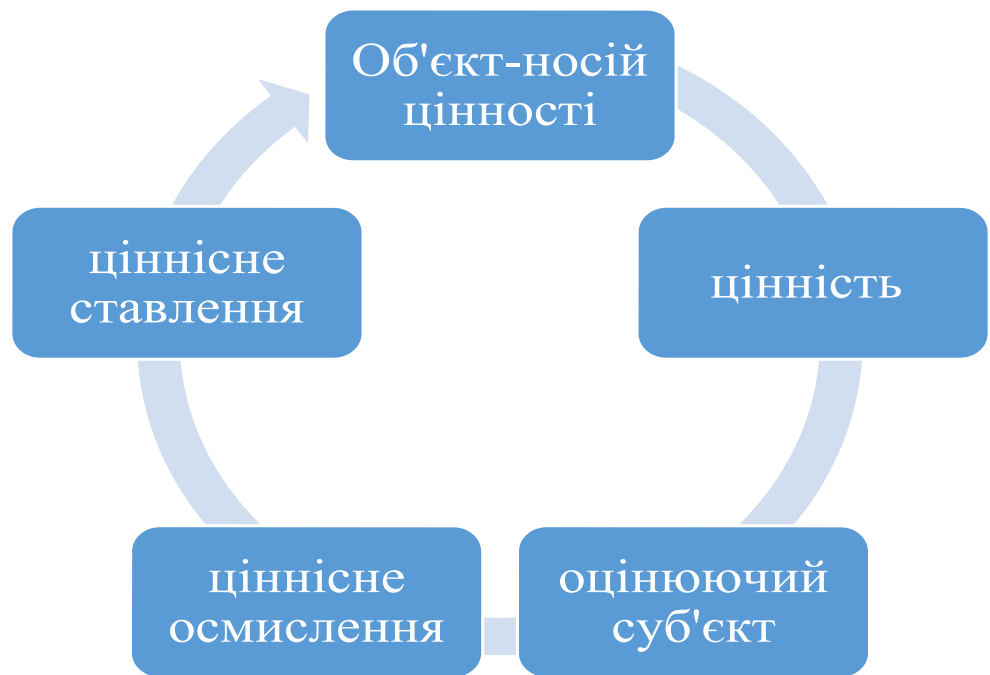 Об'єкт-носій
цінності
цінність
оцінюючий
суб'єкт
ціннісне
осмислення
ціннісне
ставлення